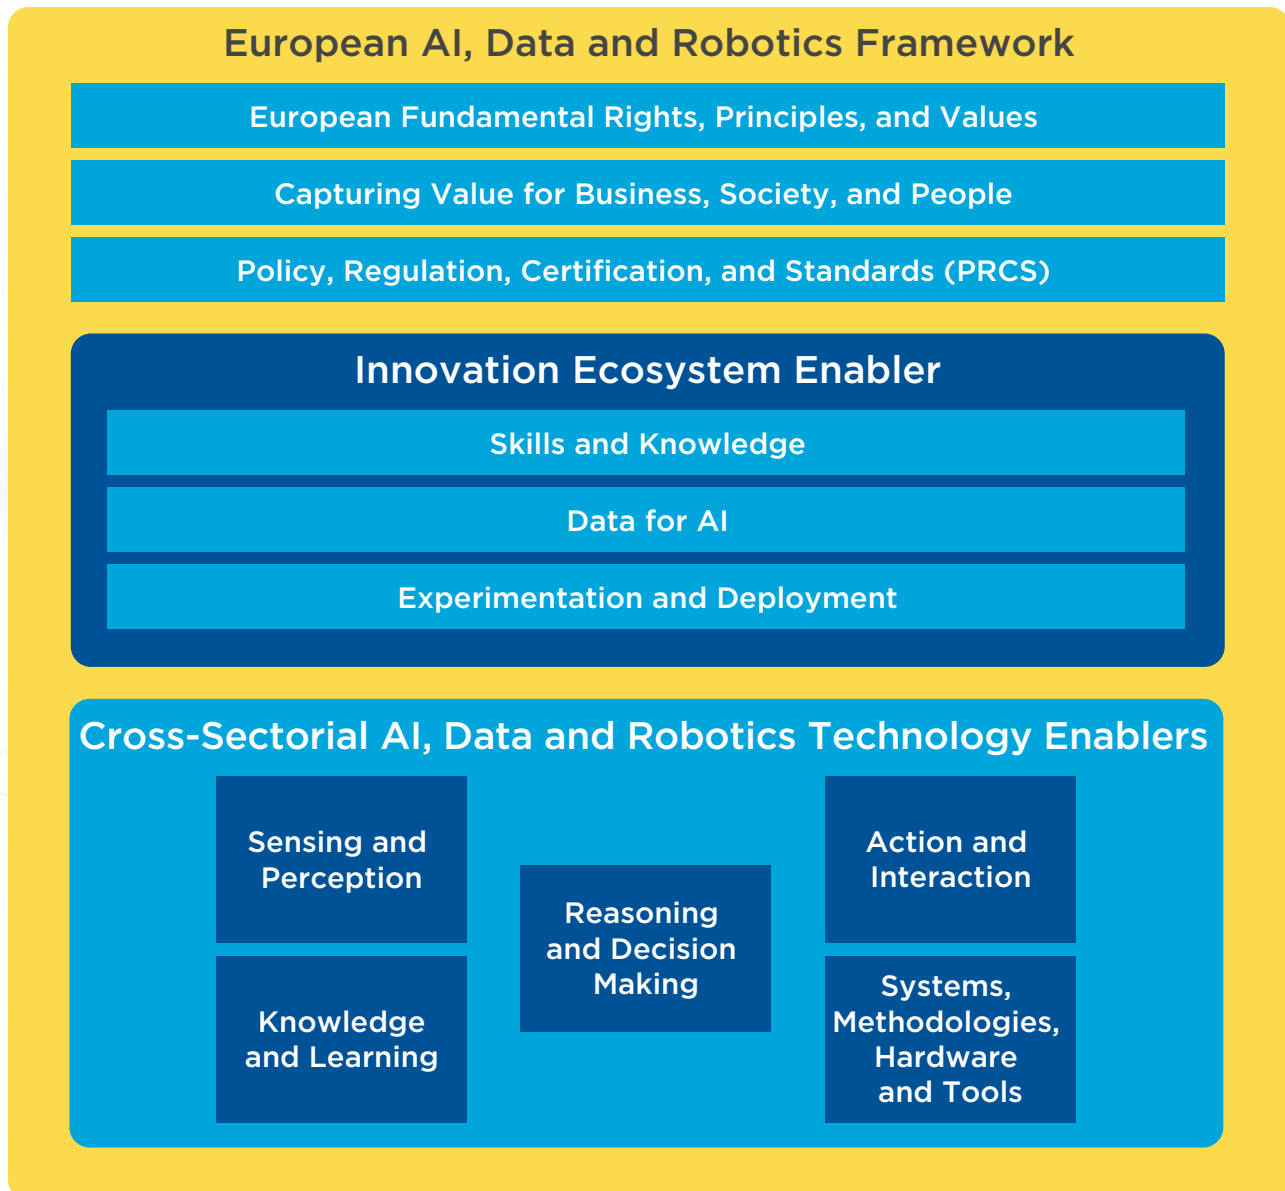 European AI, Data and Robotics Framework
European Fundamental Rights, Principles, and Values
Capturing Value for Business, Society, and People
Policy, Regulation, Certification, and Standards (PRCS)
Innovation Ecosystem Enabler
Skills and Knowledge
Data for AI
Experimentation and Deployment
Cross-Sectorial AI, Data and Robotics Technology Enablers
Sensing and
Perception
Knowledge
and Learning
Reasoning
and Decision
Making
Action and
Interaction
Systems,
Methodologies,
Hardware
and Tools